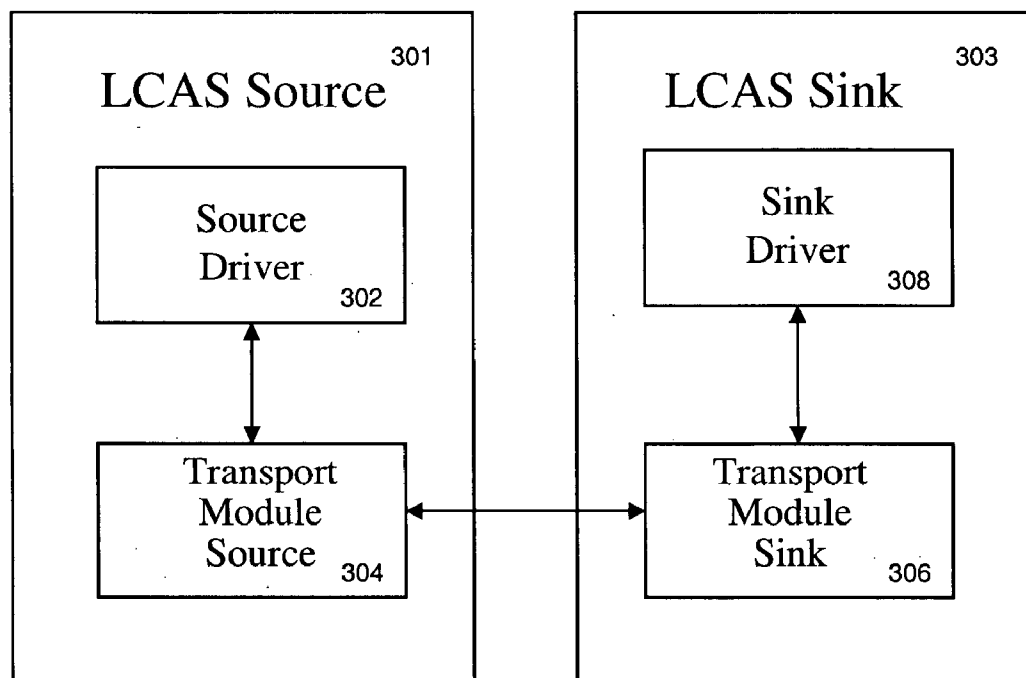 301
LCAS Source
Source
Driver
302
Transport
Module
Source
304
303
LCAS Sink
Sink
Driver
308
Transport
Module
Sink
306